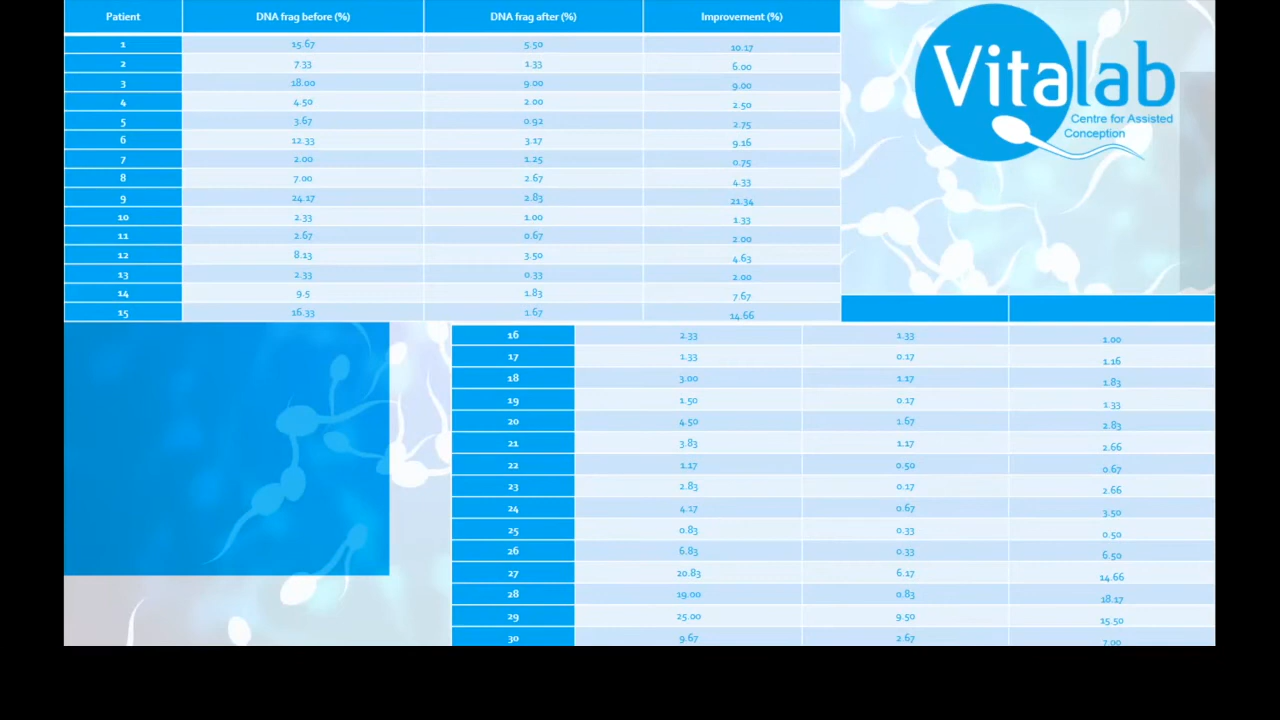 Patient DNA frag before (%) DNA frag after (%) Improvement (%)
1 15.67 5.50 10.17
2 7.33 1.33 6.00
3 18.00 9.00 9.00
4 4.50 2.00 2.50
5 3.67 0.92 2.75
6 12.33 3.17 9.16
7 2.00 1.25 0.75
8 7.00 2.67 4.33
9 24.17 2.83 21.34
10 2.33 1.00 1.33
11 2.67 0.67 2.00
12 8.13 3.50 4.63
13 2.33 0.33 2.00
14 9.5 1.83 7.67
15 16.33 1.67 14.66
Vitalab
Centre for Assisted
Conception
16 2.33 1.33 1.00
17 1.33 0.17 1.16
18 3.00 1.17 1.83
19 1.50 0.17 1.33
20 4.50 1.67 2.83
21 3.83 1.17 2.66
22 1.17 0.50 0.67
23 2.83 0.17 2.66
24 4.17 0.67 3.50
25 0.83 0.33 0.50
26 6.83 0.33 6.50
27 20.83 6.17 14.66
28 19.00 0.83 18.17
29 25.00 9.50 15.50
30 9.67 2.67 7.00